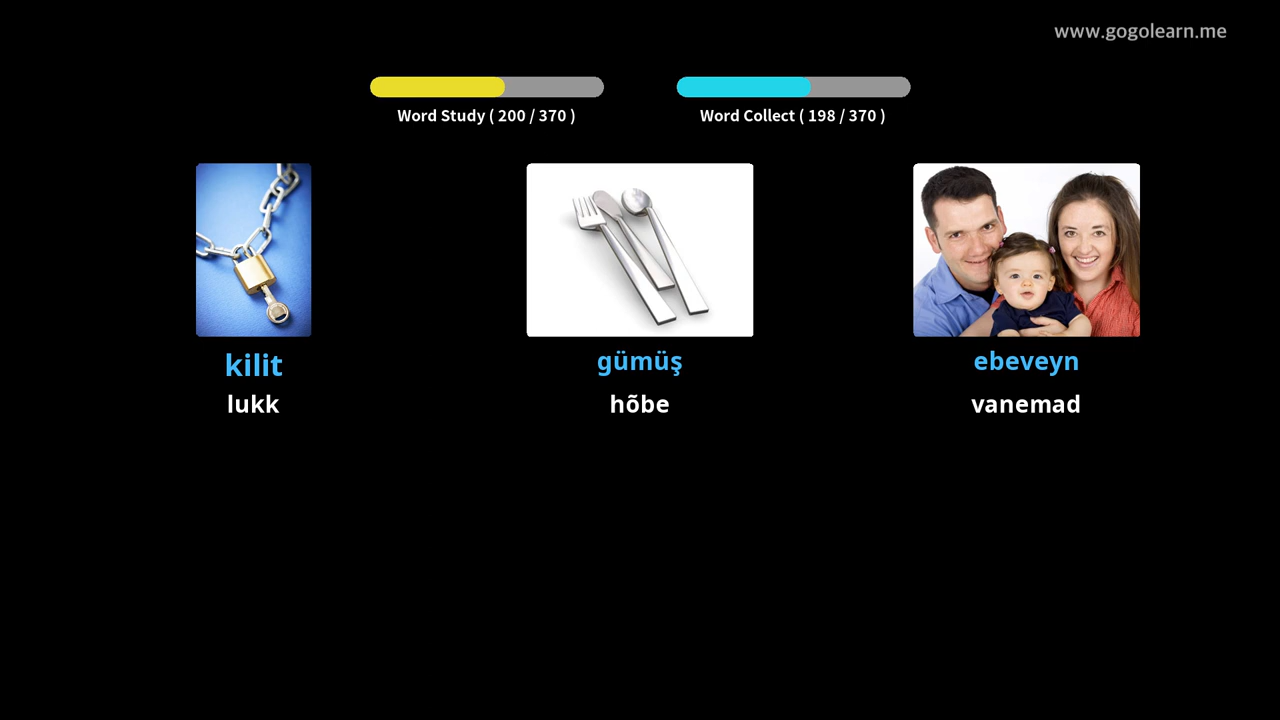 www.gogolearn.me
Word Study ( 200 / 370 )
Word Collect ( 198 / 370 )
kilit
gümüş
ebeveyn
lukk
hõbe
vanemad